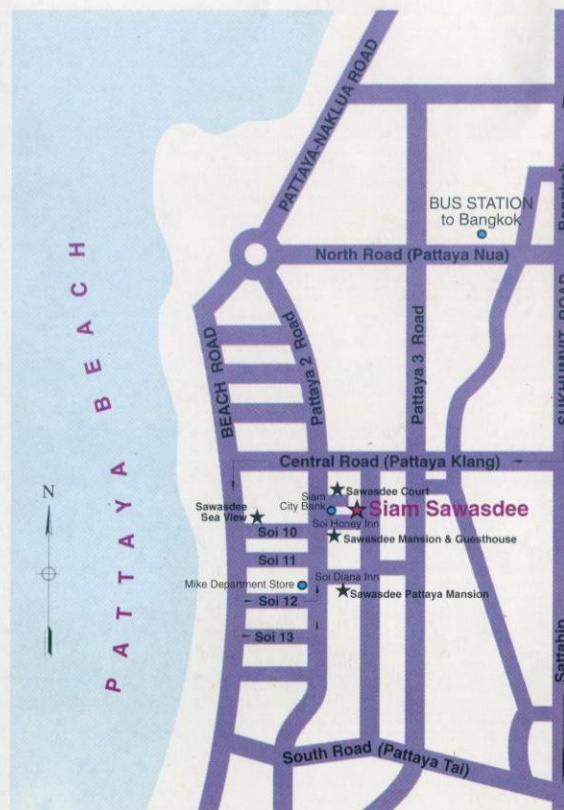 PATTAYA-NAKLUA ROAD
BUS STATION
to Bangkok
Bangkok
North Road (Pattaya Nua)
PATTAYA BEACH
BEACH ROAD
Pattaya 2 Road
Pattaya 3 Road
SUKHUMVIT ROAD
Central Road (Pattaya Klang)
N
Siam
City Bank
Sawasdee Court
Siam Sawasdee
Sawasdee
Sea View
Soi Honey Inn
Soi 10
Sawasdee Mansion & Guesthouse
Soi 11
Soi Diana Inn
Mike Department Store
Sawasdee Pattaya Mansion
Soi 12
Soi 13
Sattahip
South Road (Pattaya Tai)